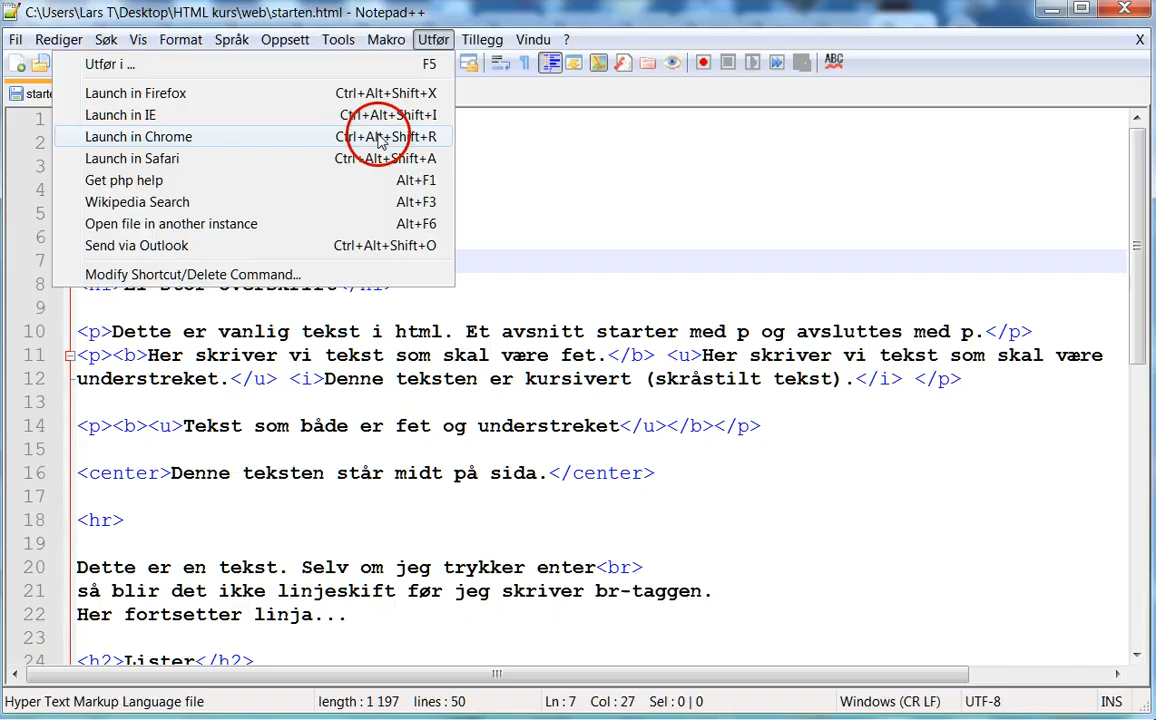 C:\Users\Lars T\Desktop\HTML kurs\web\starten.html - Notepad++
Fil Rediger Søk Vis Format Språk Oppsett Tools Makro Utfør Tillegg Vindu ? X
ABC
Utfør i ... F5
Launch in Firefox Ctrl+Alt+Shift+X
Launch in IE Ctrl+Alt+Shift+I
Launch in Chrome Ctrl+Alt+Shift+R
Launch in Safari Ctrl+Alt+Shift+A
Get php help Alt+F1
Wikipedia Search Alt+F3
Open file in another instance Alt+F6
Send via Outlook Ctrl+Alt+Shift+O
Modify Shortcut/Delete Command...
1
2
3
4
5
6
7
8
9
10 <p>Dette er vanlig tekst i html. Et avsnitt starter med p og avsluttes med p.</p>
11 <p><b>Her skriver vi tekst som skal være fet.</b> <u>Her skriver vi tekst som skal være
12 understreket.</u> <i>Denne teksten er kursivert (skråstilt tekst).</i> </p>
13
14 <p><b><u>Tekst som både er fet og understreket</u></b></p>
15
16 <center>Denne teksten står midt på sida.</center>
17
18 <hr>
19
20 Dette er en tekst. Selv om jeg trykker enter<br>
21 så blir det ikke linjeskift før jeg skriver br-taggen.
22 Her fortsetter linja...
23
24 <h2>Lister</h2>
Hyper Text Markup Language file length : 1 197 lines : 50 Ln : 7 Col : 27 Sel : 0 | 0 Windows (CR LF) UTF-8 INS